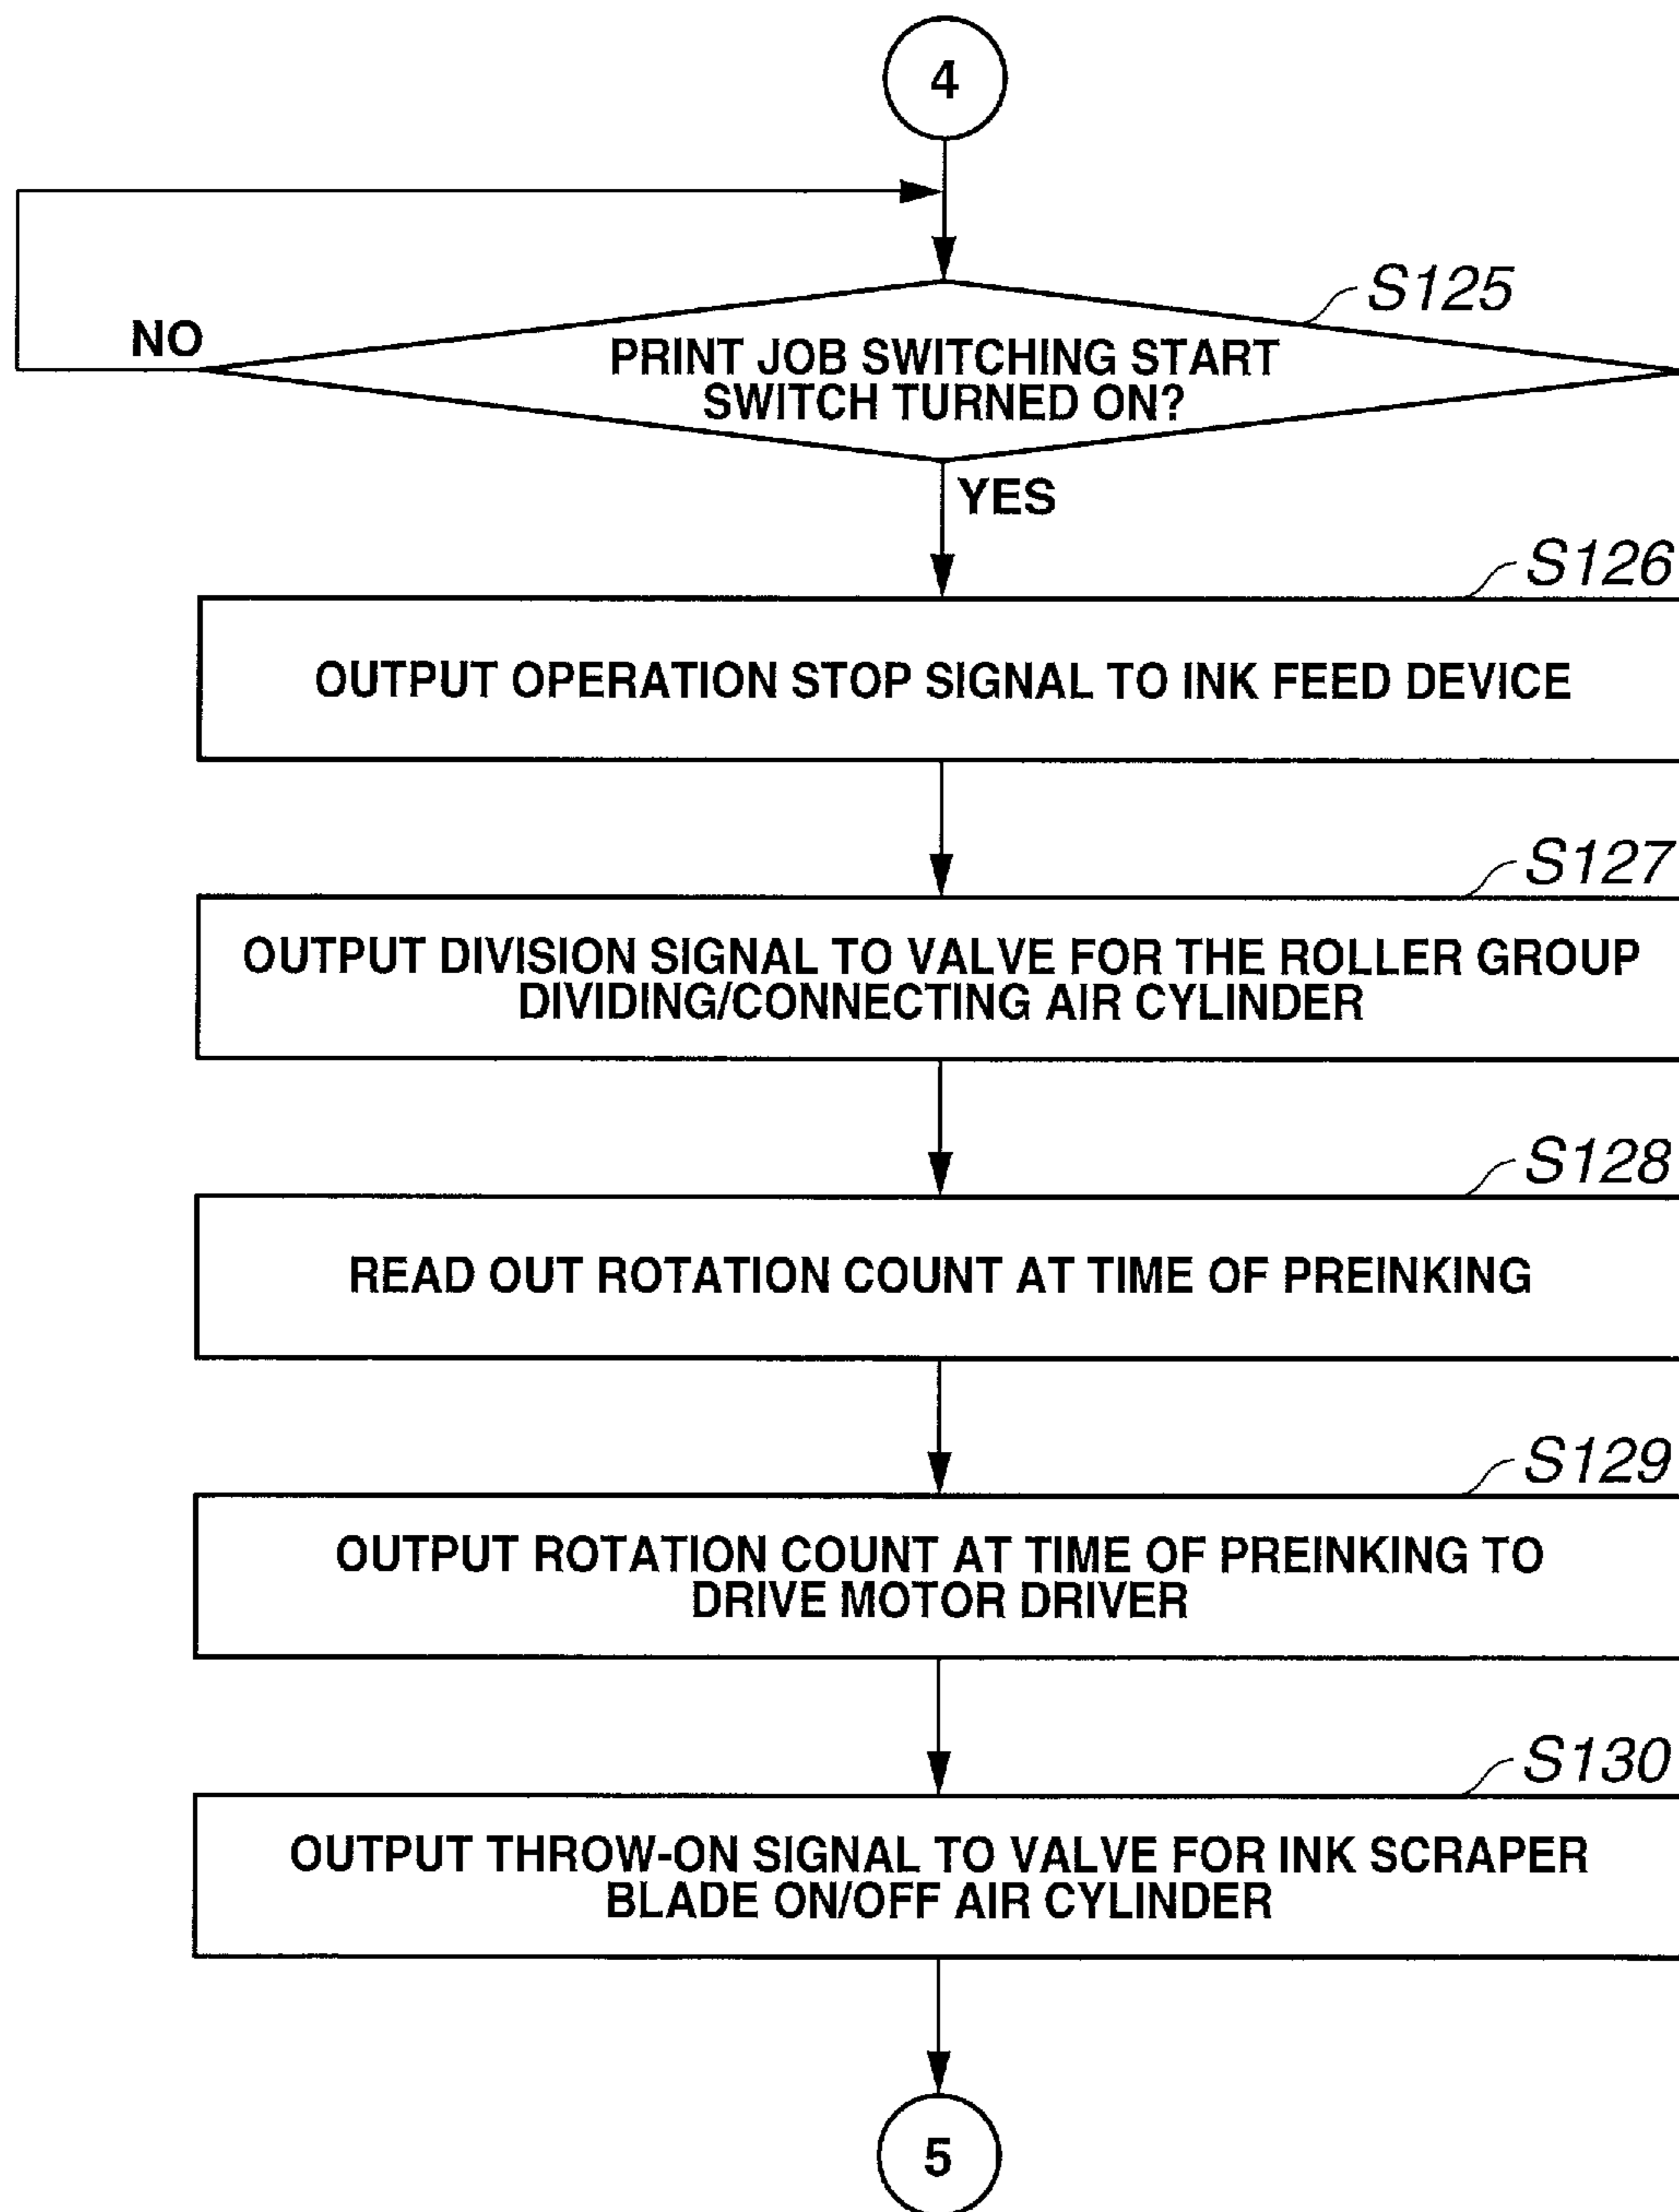 4
S125
NO
PRINT JOB SWITCHING START
SWITCH TURNED ON?
YES
S126
OUTPUT OPERATION STOP SIGNAL TO INK FEED DEVICE
S127
OUTPUT DIVISION SIGNAL TO VALVE FOR THE ROLLER GROUP
DIVIDING/CONNECTING AIR CYLINDER
S128
READ OUT ROTATION COUNT AT TIME OF PREINKING
S129
OUTPUT ROTATION COUNT AT TIME OF PREINKING TO
DRIVE MOTOR DRIVER
S130
OUTPUT THROW-ON SIGNAL TO VALVE FOR INK SCRAPER
BLADE ON/OFF AIR CYLINDER
5